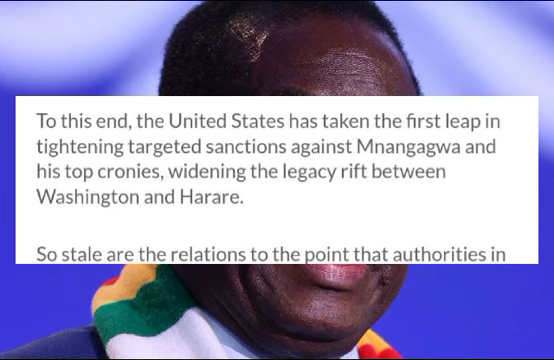 To this end, the United States has taken the first leap in
tightening targeted sanctions against Mnangagwa and
his top cronies, widening the legacy rift between
Washington and Harare.
So stale are the relations to the point that authorities in